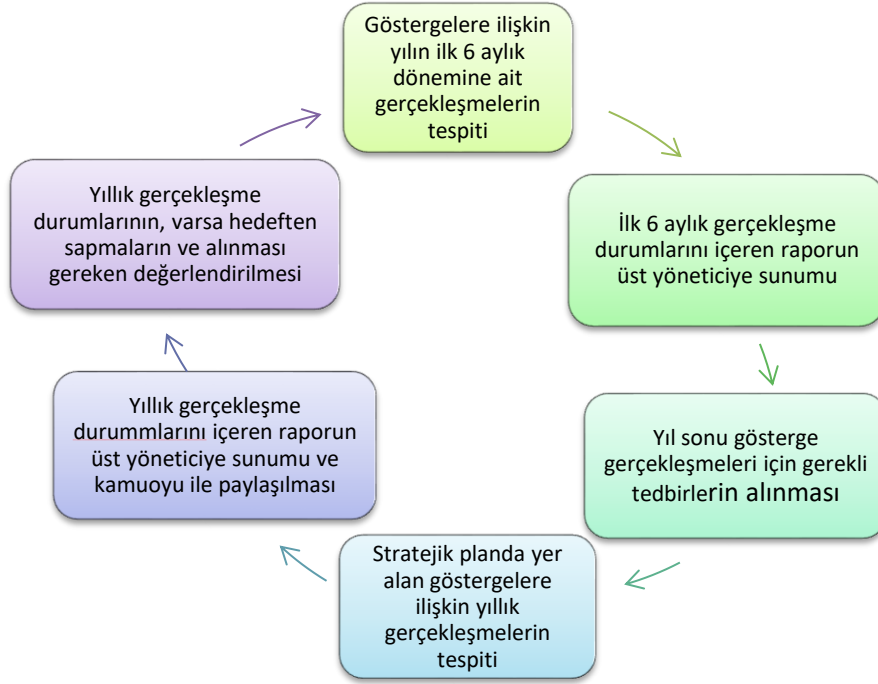 Göstergelere ilişkin
yılın ilk 6 aylık
dönemine ait
gerçekleşmelerin
tespiti
İlk 6 aylık gerçekleşme
durumlarını içeren raporun
üst yöneticiye sunumu
Yıl sonu gösterge
gerçekleşmeleri için gerekli
tedbirlerin alınması
Stratejik planda yer
alan göstergelere
ilişkin yıllık
gerçekleşmelerin
tespiti
Yıllık gerçekleşme
durummlarını içeren raporun
üst yöneticiye sunumu ve
kamuoyu ile paylaşılması
Yıllık gerçekleşme
durumlarının, varsa hedeften
sapmaların ve alınması
gereken değerlendirilmesi